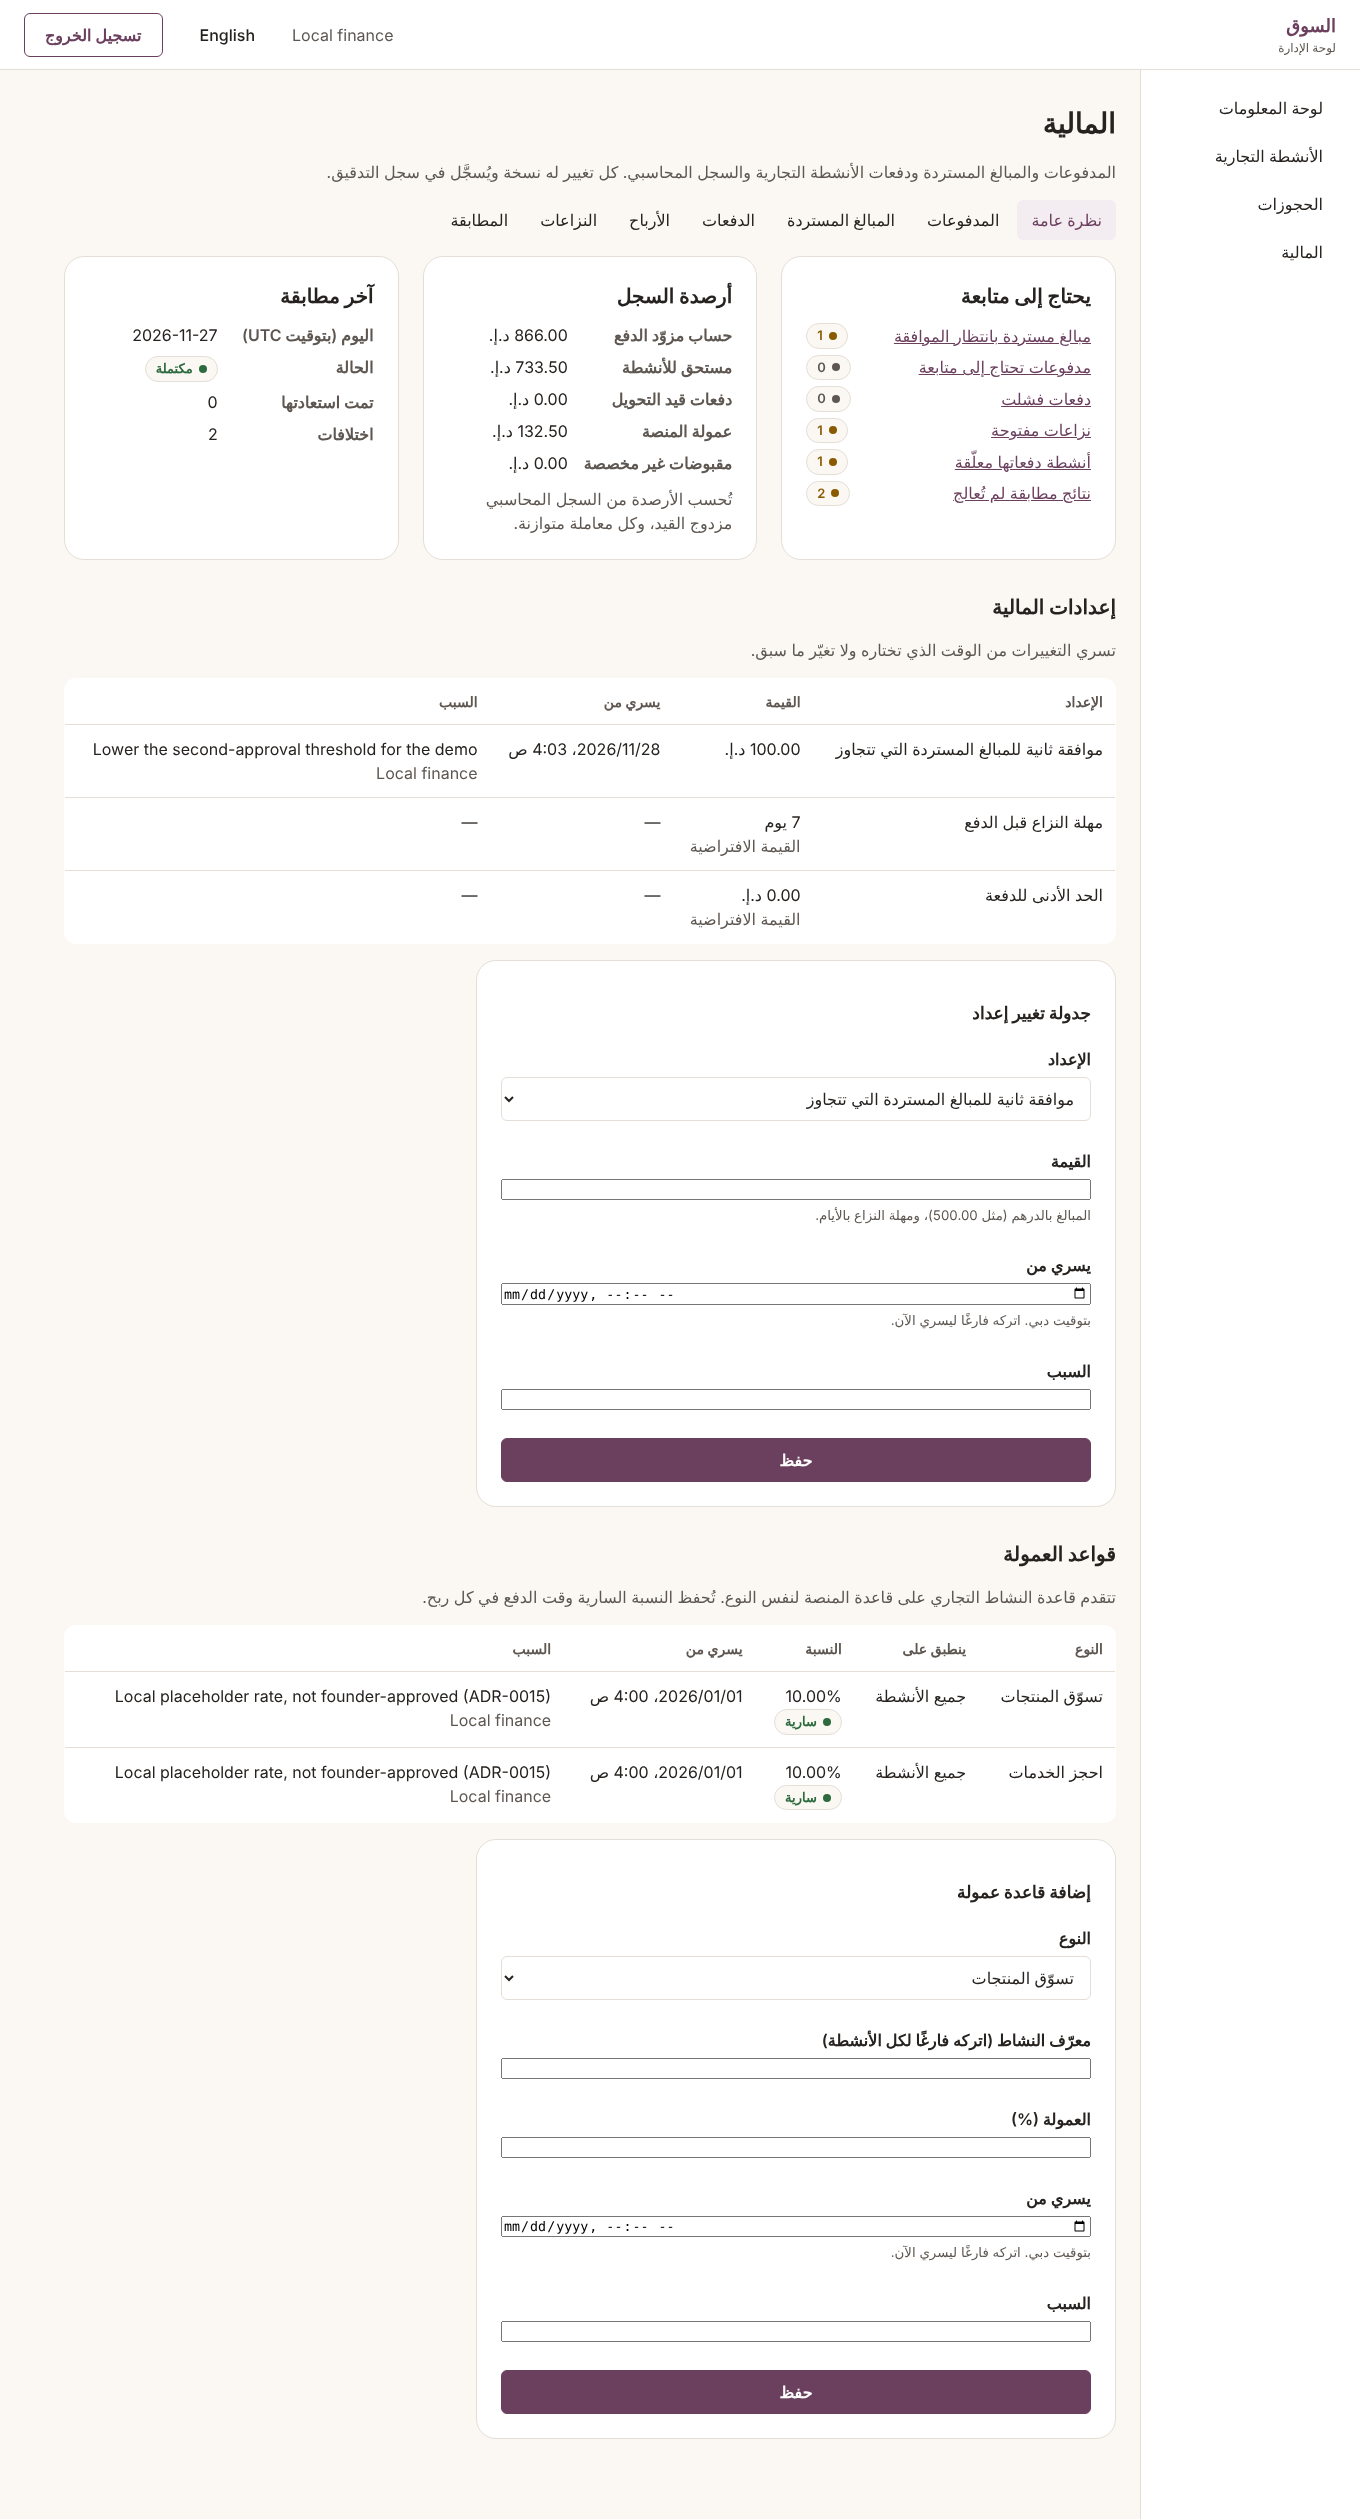 السوق
لوحة الإدارة
Local finance
English
تسجيل الخروج
لوحة المعلومات
الأنشطة التجارية
الحجوزات
المالية
المالية
المدفوعات والمبالغ المستردة ودفعات الأنشطة التجارية والسجل المحاسبي. كل تغيير له نسخة ويُسجَّل في سجل التدقيق.
نظرة عامة
المدفوعات
المبالغ المستردة
الدفعات
الأرباح
النزاعات
المطابقة
يحتاج إلى متابعة
مبالغ مستردة بانتظار الموافقة 1
مدفوعات تحتاج إلى متابعة 0
دفعات فشلت 0
نزاعات مفتوحة 1
أنشطة دفعاتها معلّقة 1
نتائج مطابقة لم تُعالج 2
أرصدة السجل
حساب مزوّد الدفع 866.00 د.إ.
مستحق للأنشطة 733.50 د.إ.
دفعات قيد التحويل 0.00 د.إ.
عمولة المنصة 132.50 د.إ.
مقبوضات غير مخصصة 0.00 د.إ.
تُحسب الأرصدة من السجل المحاسبي
مزدوج القيد، وكل معاملة متوازنة.
آخر مطابقة
اليوم (بتوقيت UTC) 2026-11-27
الحالة مكتملة
تمت استعادتها 0
اختلافات 2
إعدادات المالية
تسري التغييرات من الوقت الذي تختاره ولا تغيّر ما سبق.
الإعداد القيمة يسري من السبب
موافقة ثانية للمبالغ المستردة التي تتجاوز 100.00 د.إ. 2026/11/28، 4:03 ص Lower the second-approval threshold for the demo
Local finance
مهلة النزاع قبل الدفع 7 يوم — —
القيمة الافتراضية
الحد الأدنى للدفعة 0.00 د.إ. — —
القيمة الافتراضية
جدولة تغيير إعداد
الإعداد
موافقة ثانية للمبالغ المستردة التي تتجاوز
القيمة
المبالغ بالدرهم (مثل 500.00)، ومهلة النزاع بالأيام.
يسري من
mm/dd/yyyy, --:-- --
بتوقيت دبي. اتركه فارغًا ليسري الآن.
السبب
حفظ
قواعد العمولة
تتقدم قاعدة النشاط التجاري على قاعدة المنصة لنفس النوع. تُحفظ النسبة السارية وقت الدفع في كل ربح.
النوع ينطبق على النسبة يسري من السبب
تسوّق المنتجات جميع الأنشطة 10.00% 2026/01/01، 4:00 ص Local placeholder rate, not founder-approved (ADR-0015)
سارية Local finance
احجز الخدمات جميع الأنشطة 10.00% 2026/01/01، 4:00 ص Local placeholder rate, not founder-approved (ADR-0015)
سارية Local finance
إضافة قاعدة عمولة
النوع
تسوّق المنتجات
معرّف النشاط (اتركه فارغًا لكل الأنشطة)
العمولة (%)
يسري من
mm/dd/yyyy, --:-- --
بتوقيت دبي. اتركه فارغًا ليسري الآن.
السبب
حفظ